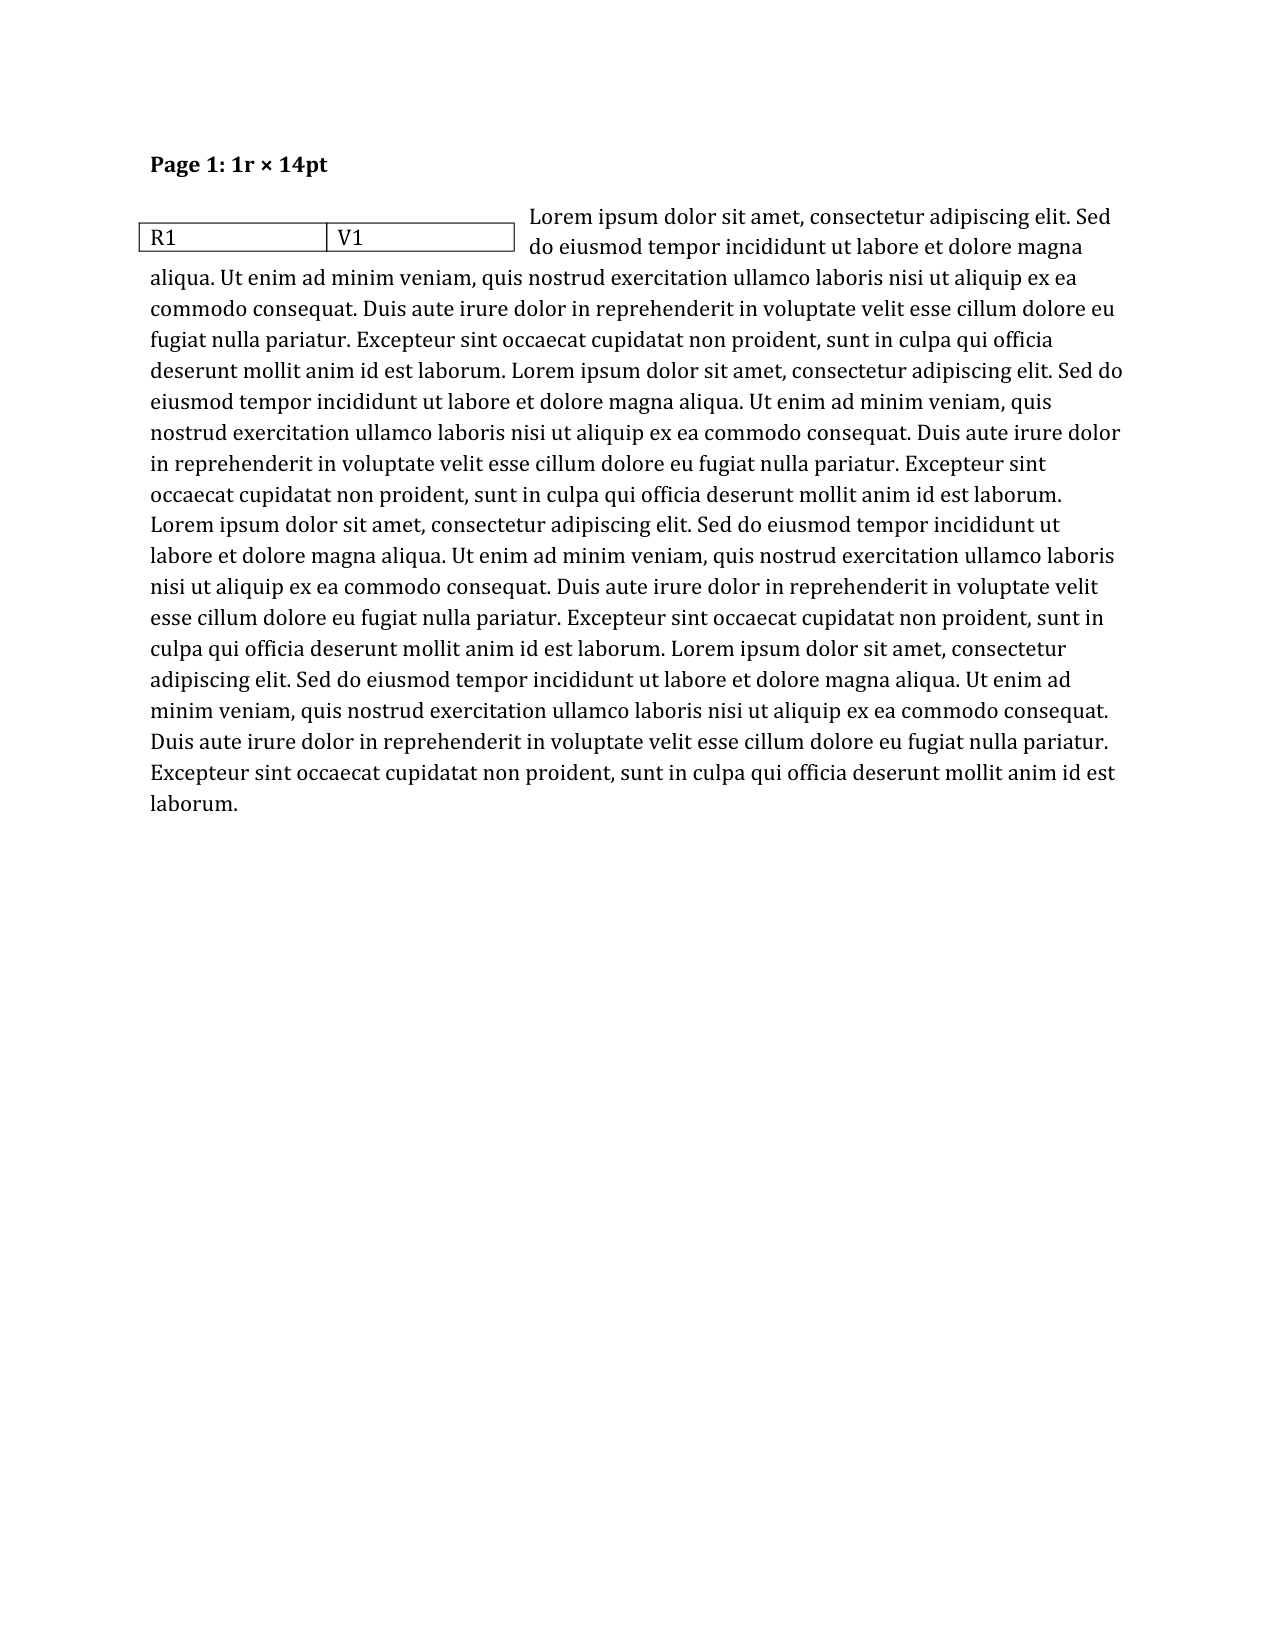 Page 1: 1r × 14pt
R1 V1
Lorem ipsum dolor sit amet, consectetur adipiscing elit. Sed
do eiusmod tempor incididunt ut labore et dolore magna
aliqua. Ut enim ad minim veniam, quis nostrud exercitation ullamco laboris nisi ut aliquip ex ea
commodo consequat. Duis aute irure dolor in reprehenderit in voluptate velit esse cillum dolore eu
fugiat nulla pariatur. Excepteur sint occaecat cupidatat non proident, sunt in culpa qui officia
deserunt mollit anim id est laborum. Lorem ipsum dolor sit amet, consectetur adipiscing elit. Sed do
eiusmod tempor incididunt ut labore et dolore magna aliqua. Ut enim ad minim veniam, quis
nostrud exercitation ullamco laboris nisi ut aliquip ex ea commodo consequat. Duis aute irure dolor
in reprehenderit in voluptate velit esse cillum dolore eu fugiat nulla pariatur. Excepteur sint
occaecat cupidatat non proident, sunt in culpa qui officia deserunt mollit anim id est laborum.
Lorem ipsum dolor sit amet, consectetur adipiscing elit. Sed do eiusmod tempor incididunt ut
labore et dolore magna aliqua. Ut enim ad minim veniam, quis nostrud exercitation ullamco laboris
nisi ut aliquip ex ea commodo consequat. Duis aute irure dolor in reprehenderit in voluptate velit
esse cillum dolore eu fugiat nulla pariatur. Excepteur sint occaecat cupidatat non proident, sunt in
culpa qui officia deserunt mollit anim id est laborum. Lorem ipsum dolor sit amet, consectetur
adipiscing elit. Sed do eiusmod tempor incididunt ut labore et dolore magna aliqua. Ut enim ad
minim veniam, quis nostrud exercitation ullamco laboris nisi ut aliquip ex ea commodo consequat.
Duis aute irure dolor in reprehenderit in voluptate velit esse cillum dolore eu fugiat nulla pariatur.
Excepteur sint occaecat cupidatat non proident, sunt in culpa qui officia deserunt mollit anim id est
laborum.